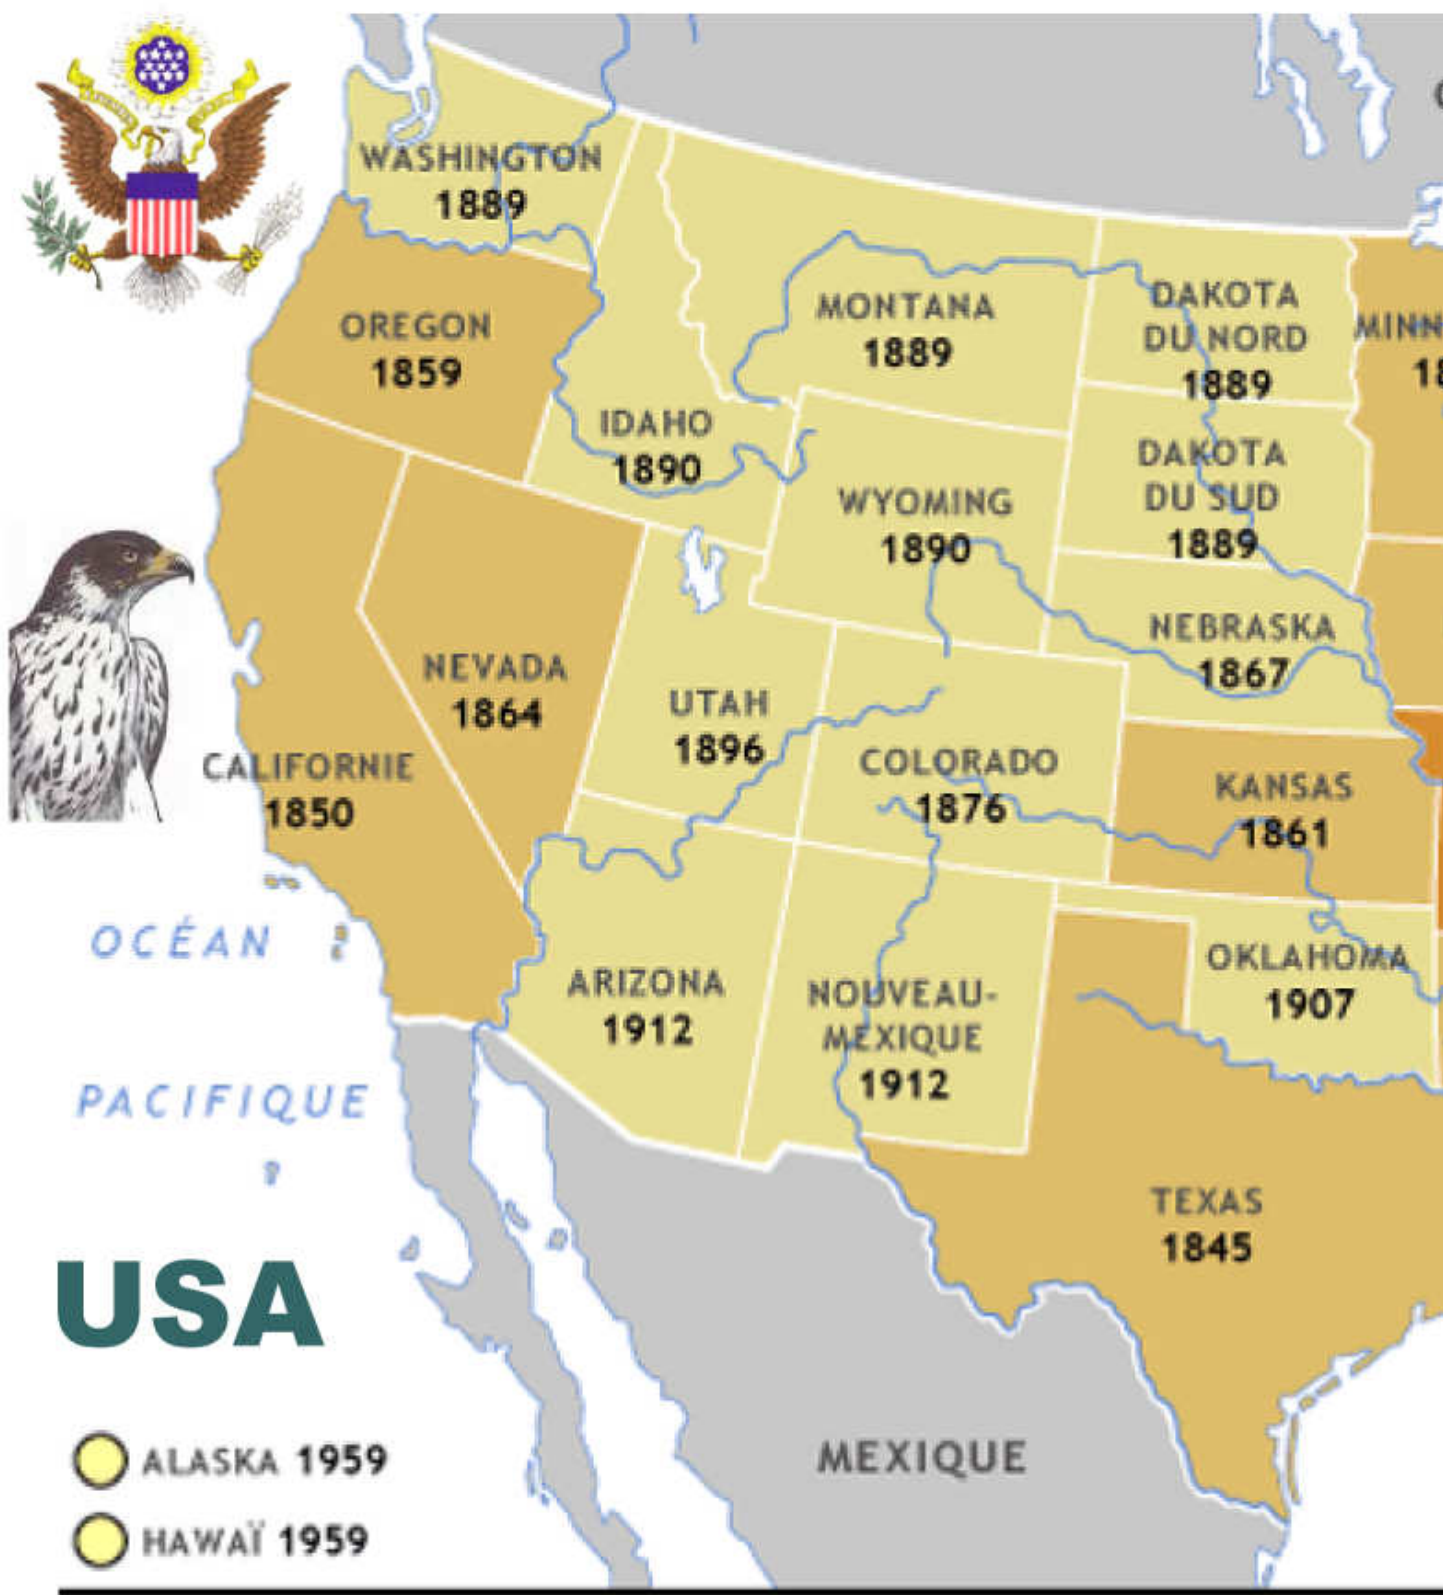 WASHINGTON
1889
OREGON
1859
MONTANA
1889
DAKOTA
DU NORD
1889
MINN
18
IDAHO
1890
WYOMING
1890
DAKOTA
DU SUD
1889
NEBRASKA
1867
NEVADA
1864
UTAH
1896
COLORADO
1876
KANSAS
1861
CALIFORNIE
1850
OCÉAN
PACIFIQUE
ARIZONA
1912
NOUVEAU-
MEXIQUE
1912
OKLAHOMA
1907
TEXAS
1845
MEXIQUE
USA
ALASKA 1959
HAWAÏ 1959